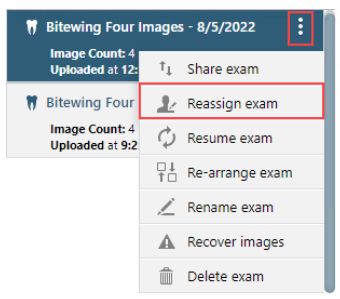 Bitewing Four Images - 8/5/2022
Image Count: 4
Uploaded at 12:
Share exam
Reassign exam
Bitewing Four
Resume exam
Image Count: 4
Uploaded at 9:2
Re-arrange exam
Rename exam
Recover images
Delete exam